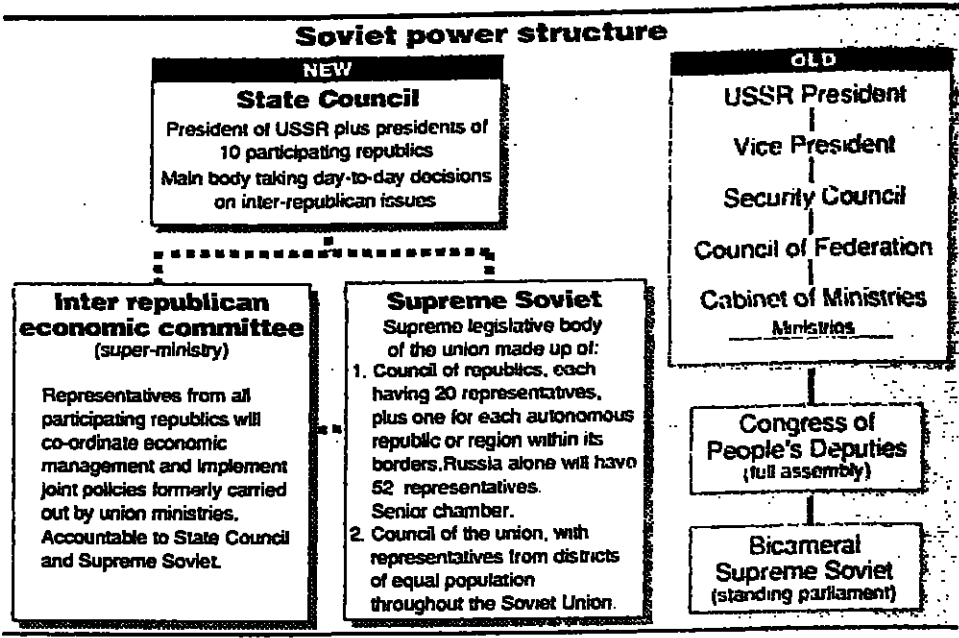 Soviet power structure
NEW
State Council
President of USSR plus presidents of
10 participating republics
Main body taking day-to-day decisions
on inter-republican issues
Inter republican
economic committee
(super-ministry)
Representatives from all
participating republics will
co-ordinate economic
management and implement
joint policies formerly carried
out by union ministries.
Accountable to State Council
and Supreme Soviet.
Supreme Soviet
Supreme legislative body
of the union made up of:
1. Council of republics, each
having 20 representatives,
plus one for each autonomous
republic or region within its
borders.Russia alone will have
52 representatives.
Senior chamber.
2. Council of the union, with
representatives from districts
of equal population
throughout the Soviet Union.
OLD
USSR President
Vice President
Security Council
Council of Federation
Cabinet of Ministries
Ministries
Congress of
People's Deputies
(full assembly)
Bicameral
Supreme Soviet
(standing parliament)